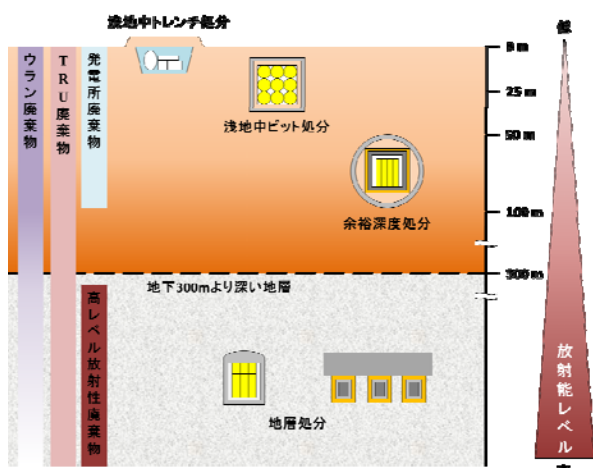 浅地中トレンチ処分
低
ウラン廃棄物
TRU廃棄物
発電所廃棄物
0 m
25 m
浅地中ピット処分
50 m
余裕深度処分
100 m
300 m
地下300mより深い地層
高レベル放射性廃棄物
地層処分
放射能レベル